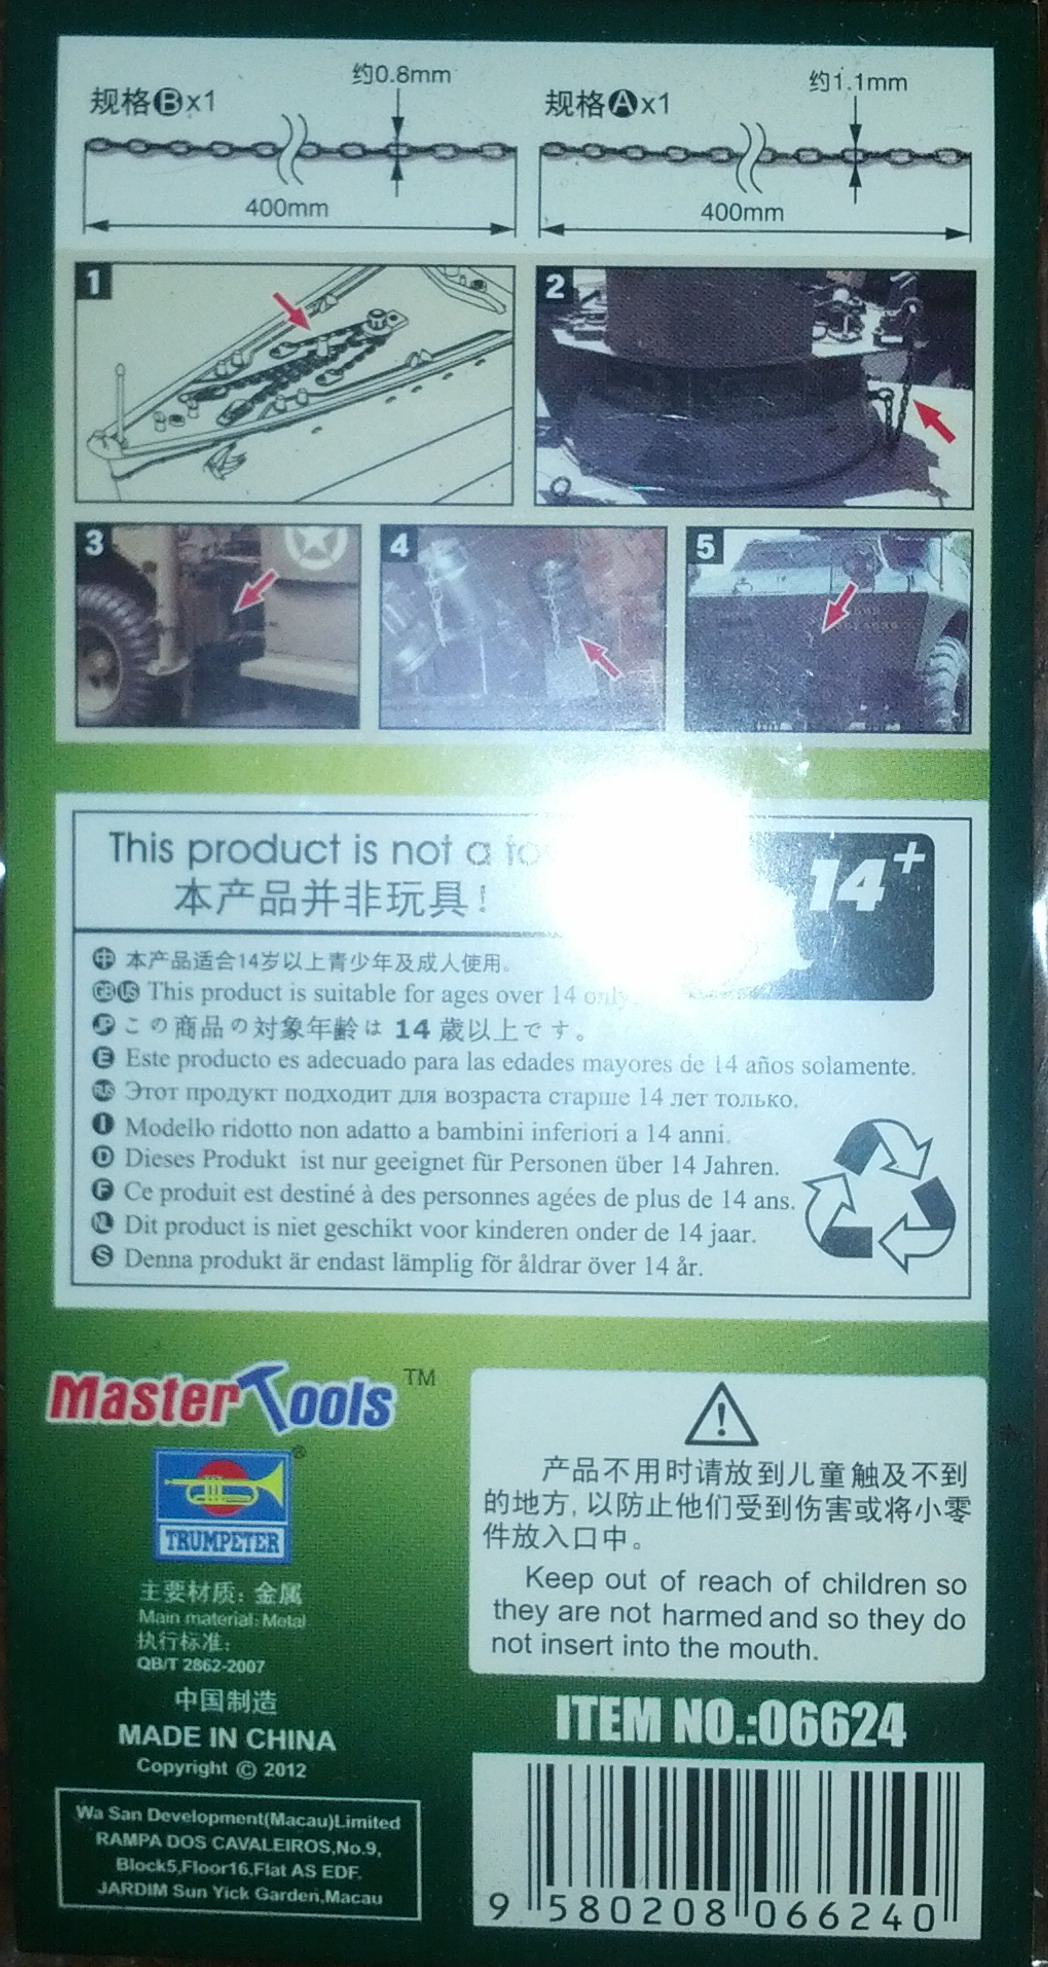 规格Bx1
约0.8mm
规格Ax1
约1.1mm
400mm
400mm
1
2
3
4
5
This product is not a
本产品并非玩具!
14+
中 本产品适合14岁以上青少年及成人使用。
GB US This product is suitable for ages over 14 only
JP この商品の対象年齢は 14 歳以上です。
E Este producto es adecuado para las edades mayores de 14 años solamente.
RUS Этот продукт подходит для возраста старше 14 лет только.
I Modello ridotto non adatto a bambini inferiori a 14 anni.
D Dieses Produkt ist nur geeignet für Personen über 14 Jahren.
F Ce produit est destiné à des personnes agées de plus de 14 ans.
NL Dit product is niet geschikt voor kinderen onder de 14 jaar.
S Denna produkt är endast lämplig för åldrar över 14 år.
Master Tools TM
®
TRUMPETER
主要材质: 金属
Main material: Metal
执行标准:
QB/T 2862-2007
中国制造
MADE IN CHINA
Copyright © 2012
Wa San Development(Macau)Limited
RAMPA DOS CAVALEIROS,No.9,
Block5,Floor16,Flat AS EDF.
JARDIM Sun Yick Garden,Macau
产品不用时请放到儿童触及不到
的地方, 以防止他们受到伤害或将小零
件放入口中。
Keep out of reach of children so
they are not harmed and so they do
not insert into the mouth.
ITEM NO.:06624
9 580208 066240